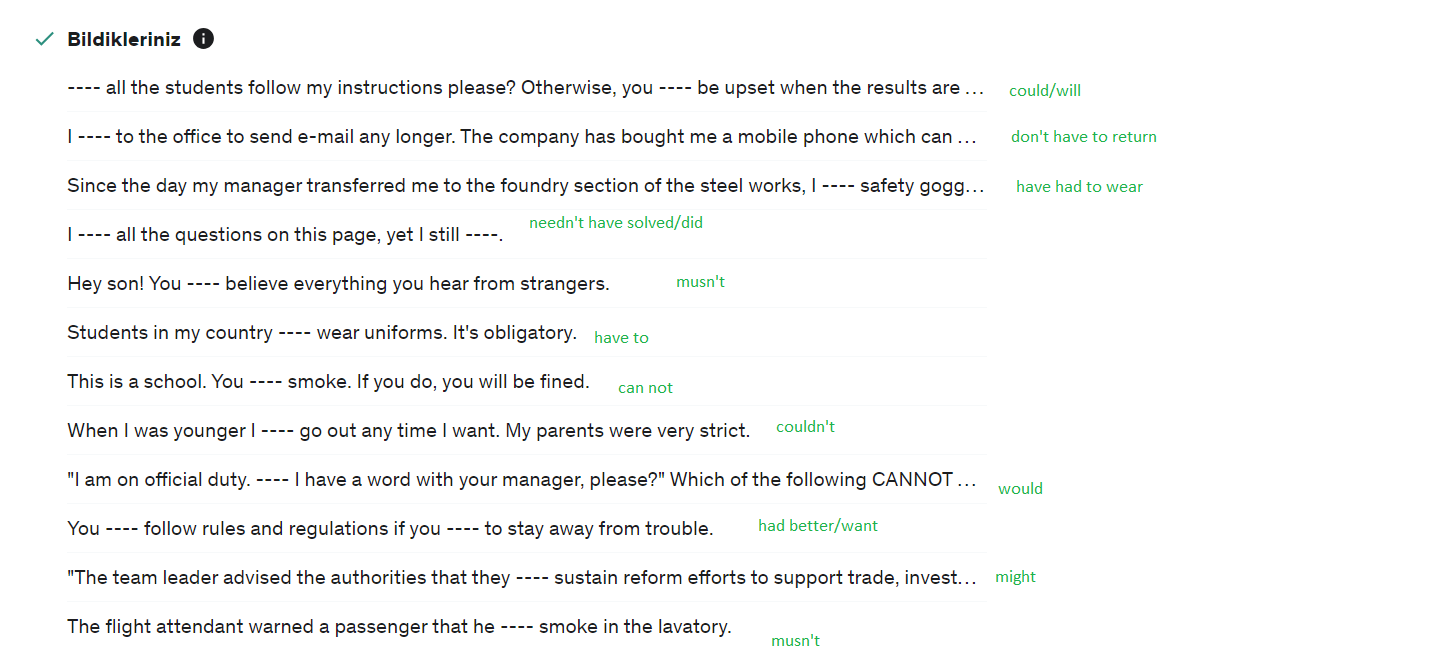 Bildikleriniz
---- all the students follow my instructions please? Otherwise, you ---- be upset when the results are ... could/will
I ---- to the office to send e-mail any longer. The company has bought me a mobile phone which can ... don't have to return
Since the day my manager transferred me to the foundry section of the steel works, I ---- safety gogg... have had to wear
I ---- all the questions on this page, yet I still ----. needn't have solved/did
Hey son! You ---- believe everything you hear from strangers. musn't
Students in my country ---- wear uniforms. It's obligatory. have to
This is a school. You ---- smoke. If you do, you will be fined. can not
When I was younger I ---- go out any time I want. My parents were very strict. couldn't
"I am on official duty. ---- I have a word with your manager, please?" Which of the following CANNOT ... would
You ---- follow rules and regulations if you ---- to stay away from trouble. had better/want
"The team leader advised the authorities that they ---- sustain reform efforts to support trade, invest... might
The flight attendant warned a passenger that he ---- smoke in the lavatory. musn't